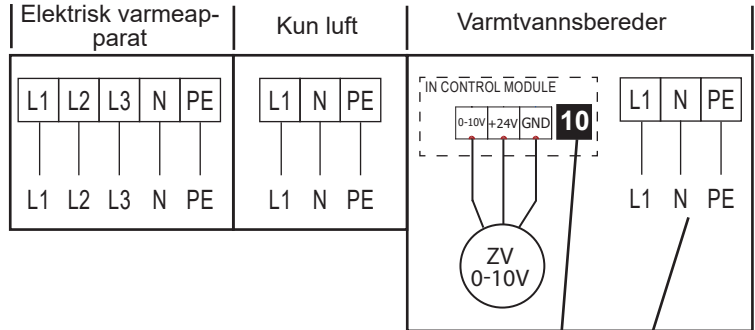 Elektrisk varmeap-
parat
Kun luft
Varmtvannsbereder
L1 L2 L3 N PE
L1 L2 L3 N PE
L1 N PE
L1 N PE
IN CONTROL MODULE
0-10V +24V GND 10
ZV
0-10V
L1 N PE
L1 N PE